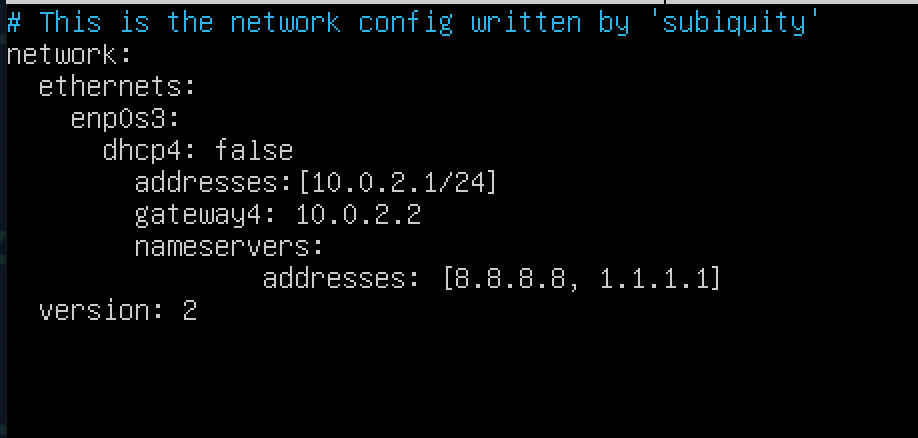 # This is the network config written by 'subiquity'
network:
  ethernets:
    enp0s3:
      dhcp4: false
        addresses:[10.0.2.1/24]
        gateway4: 10.0.2.2
        nameservers:
                addresses: [8.8.8.8, 1.1.1.1]
  version: 2